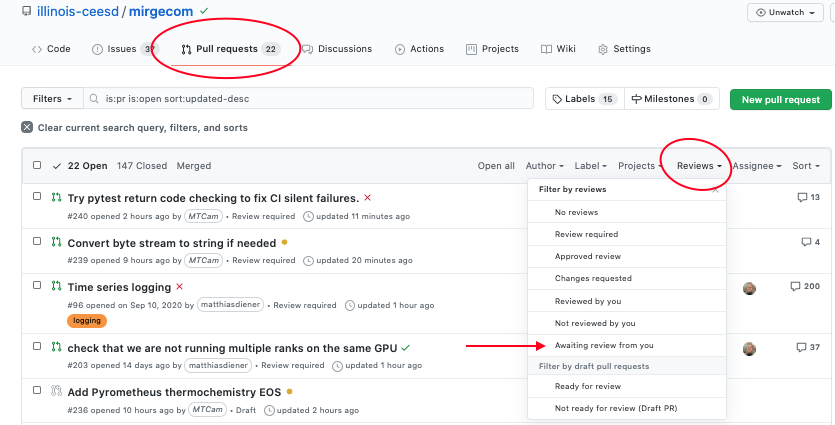 illinois-ceesd / mirgecom
Unwatch
Code
Issues 37
Pull requests 22
Discussions
Actions
Projects
Wiki
Settings
Filters
is:pr is:open sort:updated-desc
Labels 15
Milestones 0
New pull request
Clear current search query, filters, and sorts
22 Open 147 Closed Merged
Open all Author Label Projects Reviews Assignee Sort
Try pytest return code checking to fix CI silent failures.
#240 opened 2 hours ago by MTCam • Review required updated 11 minutes ago
13
Convert byte stream to string if needed
#239 opened 9 hours ago by MTCam • Review required updated 20 minutes ago
4
Time series logging
#96 opened on Sep 10, 2020 by matthiasdiener • Review required updated 1 hour ago
logging
200
check that we are not running multiple ranks on the same GPU
#203 opened 14 days ago by matthiasdiener • Review required updated 1 hour ago
37
Add Pyrometheus thermochemistry EOS
#236 opened 10 hours ago by MTCam • Draft updated 2 hours ago
Filter by reviews
No reviews
Review required
Approved review
Changes requested
Reviewed by you
Not reviewed by you
Awaiting review from you
Filter by draft pull requests
Ready for review
Not ready for review (Draft PR)